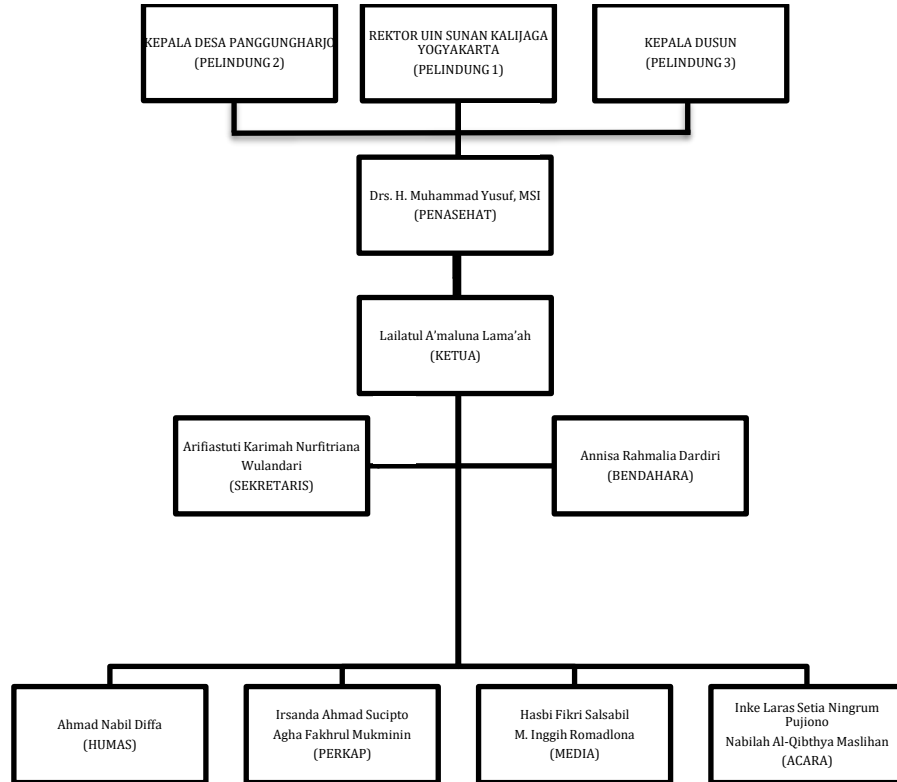 KEPALA DESA PANGGUNGHARJO
(PELINDUNG 2)
REKTOR UIN SUNAN KALIJAGA
YOGYAKARTA
(PELINDUNG 1)
KEPALA DUSUN
(PELINDUNG 3)
Drs. H. Muhammad Yusuf, MSI
(PENASEHAT)
Lailatul A’maluna Lama’ah
(KETUA)
Arifiastuti Karimah Nurfitriana
Wulandari
(SEKRETARIS)
Annisa Rahmalia Dardiri
(BENDAHARA)
Ahmad Nabil Diffa
(HUMAS)
Irsanda Ahmad Sucipto
Agha Fakhrul Mukminin
(PERKAP)
Hasbi Fikri Salsabil
M. Inggih Romadlona
(MEDIA)
Inke Laras Setia Ningrum
Pujiono
Nabilah Al-Qibthya Maslihan
(ACARA)